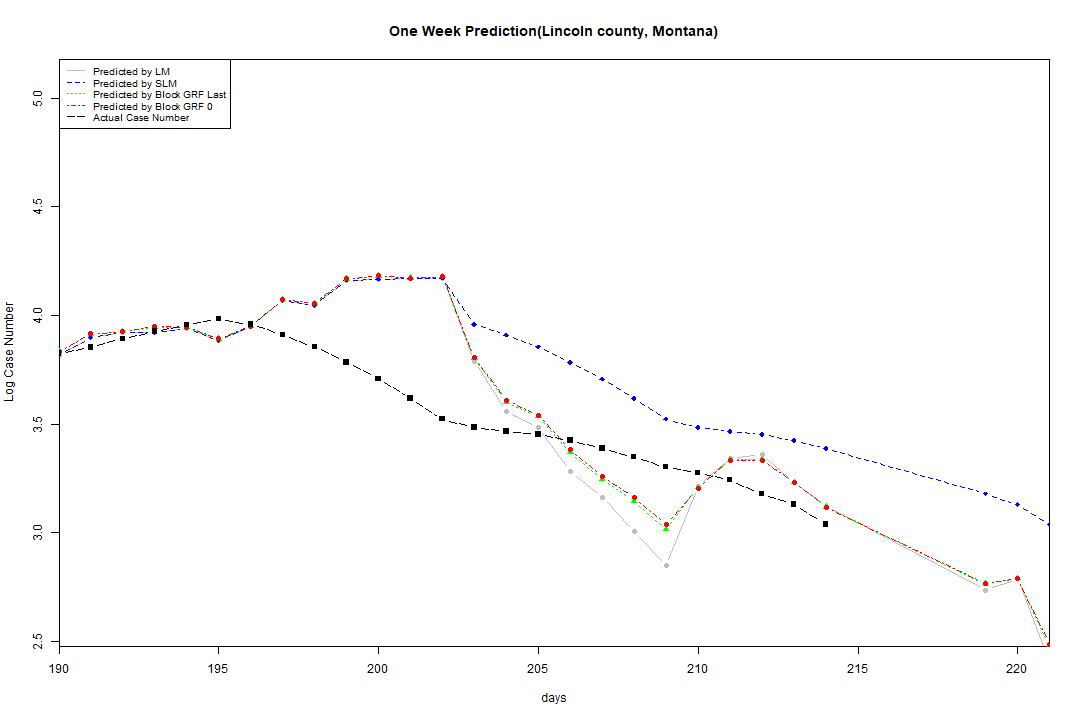 One Week Prediction(Lincoln county, Montana)
Predicted by LM
Predicted by SLM
Predicted by Block GRF Last
Predicted by Block GRF 0
Actual Case Number
5.0
4.5
4.0
3.5
3.0
2.5
Log Case Number
190 195 200 205 210 215 220
days